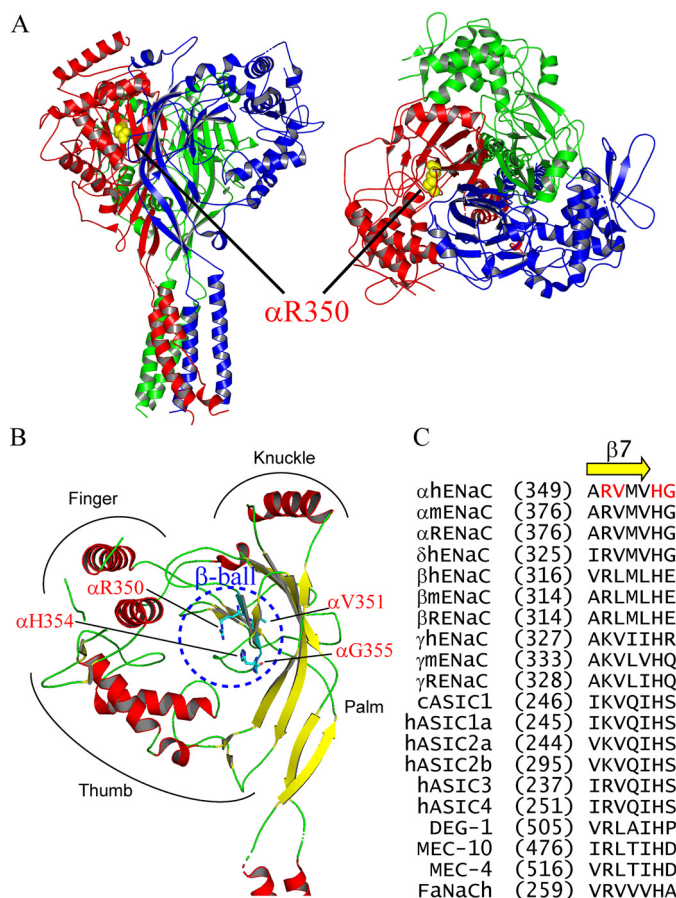 A
αR350
B
Knuckle
Finger
β-ball
αR350
αV351
αH354
αG355
Palm
Thumb
C
β7
αhENaC (349) ARVMVHG
αmENaC (376) ARVMVHG
αRENaC (376) ARVMVHG
δhENaC (325) IRVMVHG
βhENaC (316) VRLMLHE
βmENaC (314) ARLMLHE
βRENaC (314) ARLMLHE
γhENaC (327) AKVIIHR
γmENaC (333) AKVLVHQ
γRENaC (328) AKVLIHQ
cASIC1 (246) IKVQIHS
hASIC1a (245) IKVQIHS
hASIC2a (244) VKVQIHS
hASIC2b (295) VKVQIHS
hASIC3 (237) IRVQIHS
hASIC4 (251) IRVQIHS
DEG-1 (505) VRLAIHP
MEC-10 (476) IRLTIHD
MEC-4 (516) VRLTIHD
FaNaCh (259) VRVVVHA